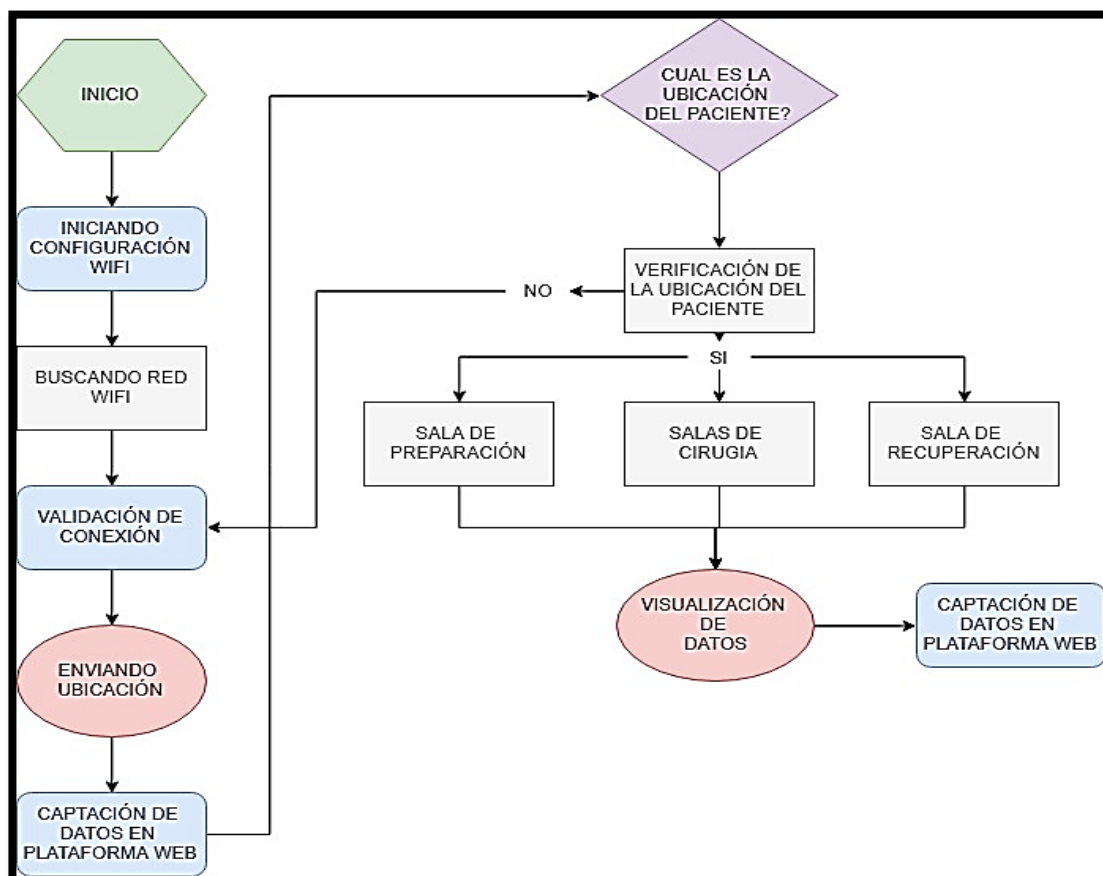 INICIO
INICIANDO
CONFIGURACIÓN
WIFI
BUSCANDO RED
WIFI
VALIDACIÓN DE
CONEXIÓN
ENVIANDO
UBICACIÓN
CAPTACIÓN DE
DATOS EN
PLATAFORMA WEB
CUAL ES LA
UBICACIÓN
DEL PACIENTE?
VERIFICACIÓN DE
LA UBICACIÓN DEL
PACIENTE
NO
SI
SALA DE
PREPARACIÓN
SALAS DE
CIRUGIA
SALA DE
RECUPERACIÓN
VISUALIZACIÓN
DE
DATOS
CAPTACIÓN DE
DATOS EN
PLATAFORMA WEB